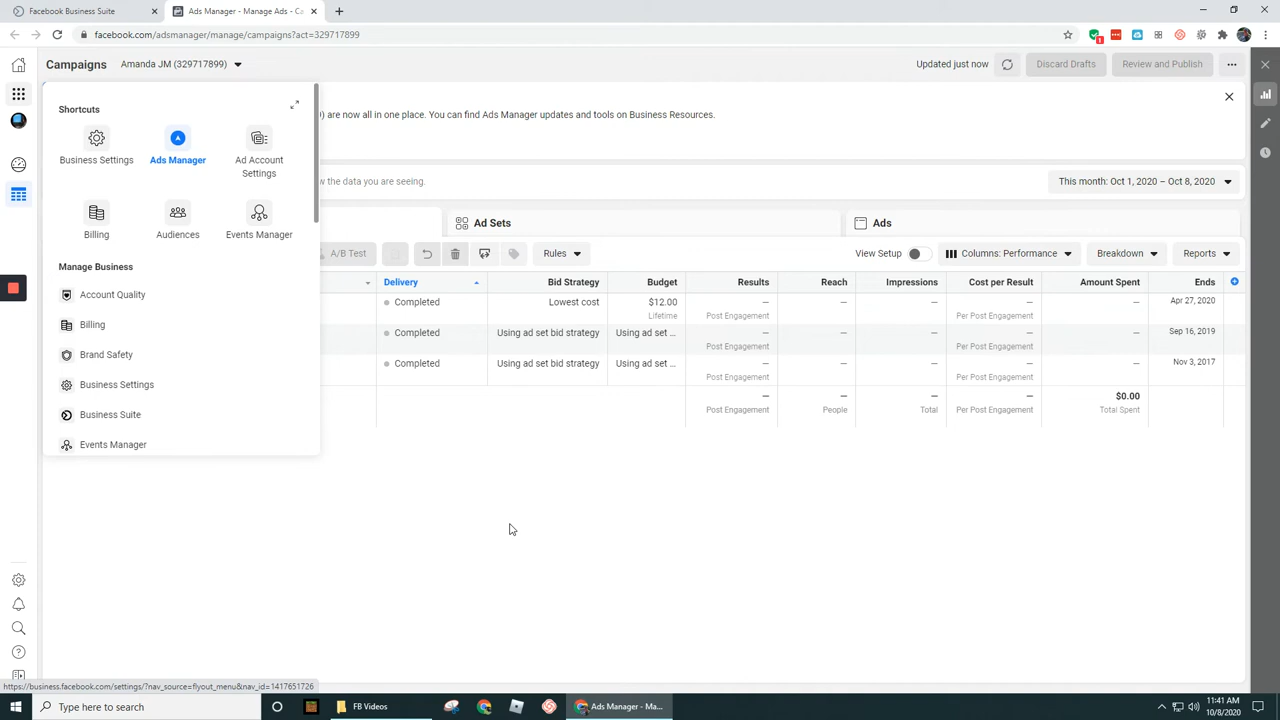 Facebook Business Suite
Ads Manager - Manage Ads - Ca
facebook.com/adsmanager/manage/campaigns?act=329717899
Campaigns
Amanda JM (329717899)
Updated just now
Discard Drafts
Review and Publish
Shortcuts
) are now all in one place. You can find Ads Manager updates and tools on Business Resources.
Business Settings
Ads Manager
Ad Account Settings
w the data you are seeing.
This month: Oct 1, 2020 – Oct 8, 2020
Billing
Audiences
Events Manager
Ad Sets
Ads
A/B Test
Rules
View Setup
Columns: Performance
Breakdown
Reports
Manage Business
Delivery
Bid Strategy
Budget
Results
Reach
Impressions
Cost per Result
Amount Spent
Ends
Account Quality
Completed
Lowest cost
$12.00
Lifetime
—
Post Engagement
—
—
—
Per Post Engagement
—
Apr 27, 2020
Billing
Completed
Using ad set bid strategy
Using ad set ...
—
Post Engagement
—
—
—
Per Post Engagement
—
Sep 16, 2019
Brand Safety
Completed
Using ad set bid strategy
Using ad set ...
—
Post Engagement
—
—
—
Per Post Engagement
—
Nov 3, 2017
Business Settings
—
Post Engagement
—
People
—
Total
—
Per Post Engagement
$0.00
Total Spent
Business Suite
Events Manager
https://business.facebook.com/settings/?nav_source=flyout_menu&nav_id=1417651726
Type here to search
FB Videos
Ads Manager - Ma...
11:41 AM
10/8/2020